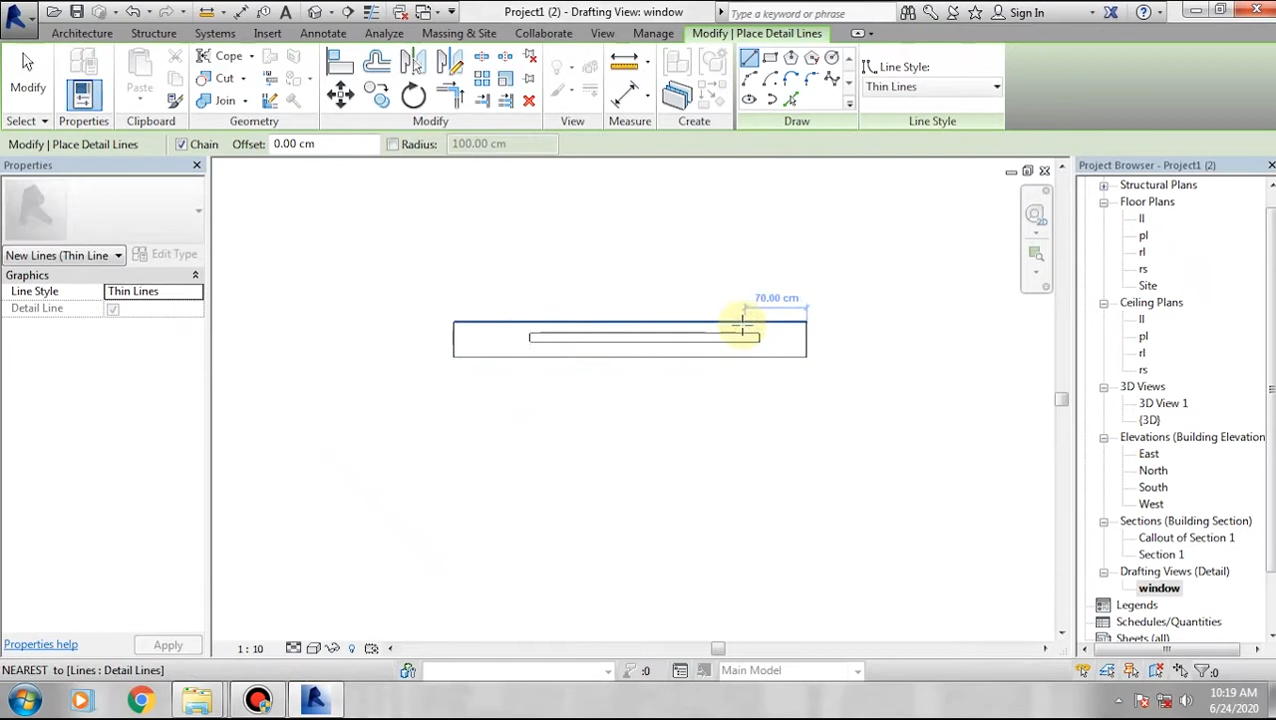 Project1 (2) - Drafting View: window
Type a keyword or phrase
Sign In
Architecture
Structure
Systems
Insert
Annotate
Analyze
Massing & Site
Collaborate
View
Manage
Modify | Place Detail Lines
Modify
Paste
Cope
Cut
Join
Line Style:
Thin Lines
Select
Properties
Clipboard
Geometry
Modify
View
Measure
Create
Draw
Line Style
Modify | Place Detail Lines
Chain
Offset:
0.00 cm
Radius:
100.00 cm
Properties
New Lines (Thin Line
Edit Type
Graphics
Line Style
Thin Lines
Detail Line
Properties help
Apply
70.00 cm
2D
Project Browser - Project1 (2)
Structural Plans
Floor Plans
ll
pl
rl
rs
Site
Ceiling Plans
ll
pl
rl
rs
3D Views
3D View 1
{3D}
Elevations (Building Elevation
East
North
South
West
Sections (Building Section)
Callout of Section 1
Section 1
Drafting Views (Detail)
window
Legends
Schedules/Quantities
Sheets (all)
1 : 10
NEAREST to [Lines : Detail Lines]
:0
Main Model
:0
10:19 AM
6/24/2020